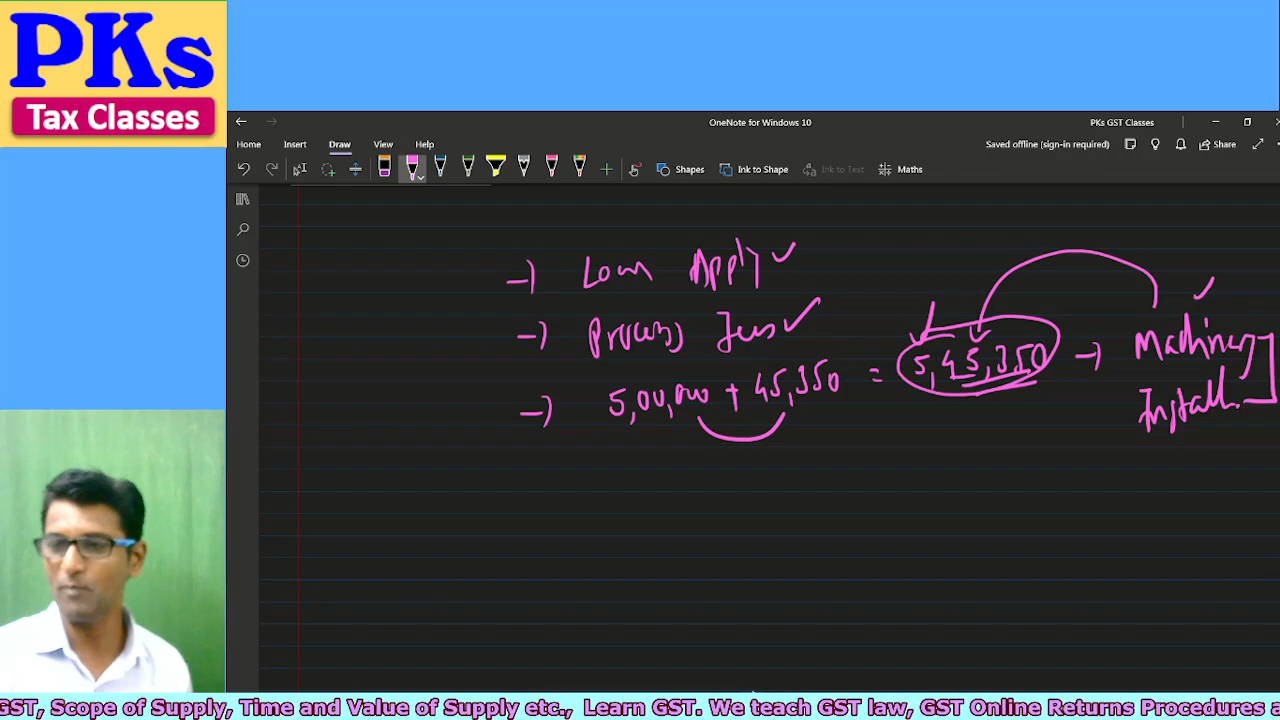 PKs
Tax Classes
OneNote for Windows 10
PKs GST Classes
Home Insert Draw View Help
Saved offline (sign-in required)
Share
Shapes
Ink to Shape
Ink to Text
Maths
→ Loan Apply ✓
→ Process Fees ✓
→ 5,00,000 + 45,350 = 5,45,350 → Machinery
Install.
GST, Scope of Supply, Time and Value of Supply etc., Learn GST. We teach GST law, GST Online Returns Procedures a